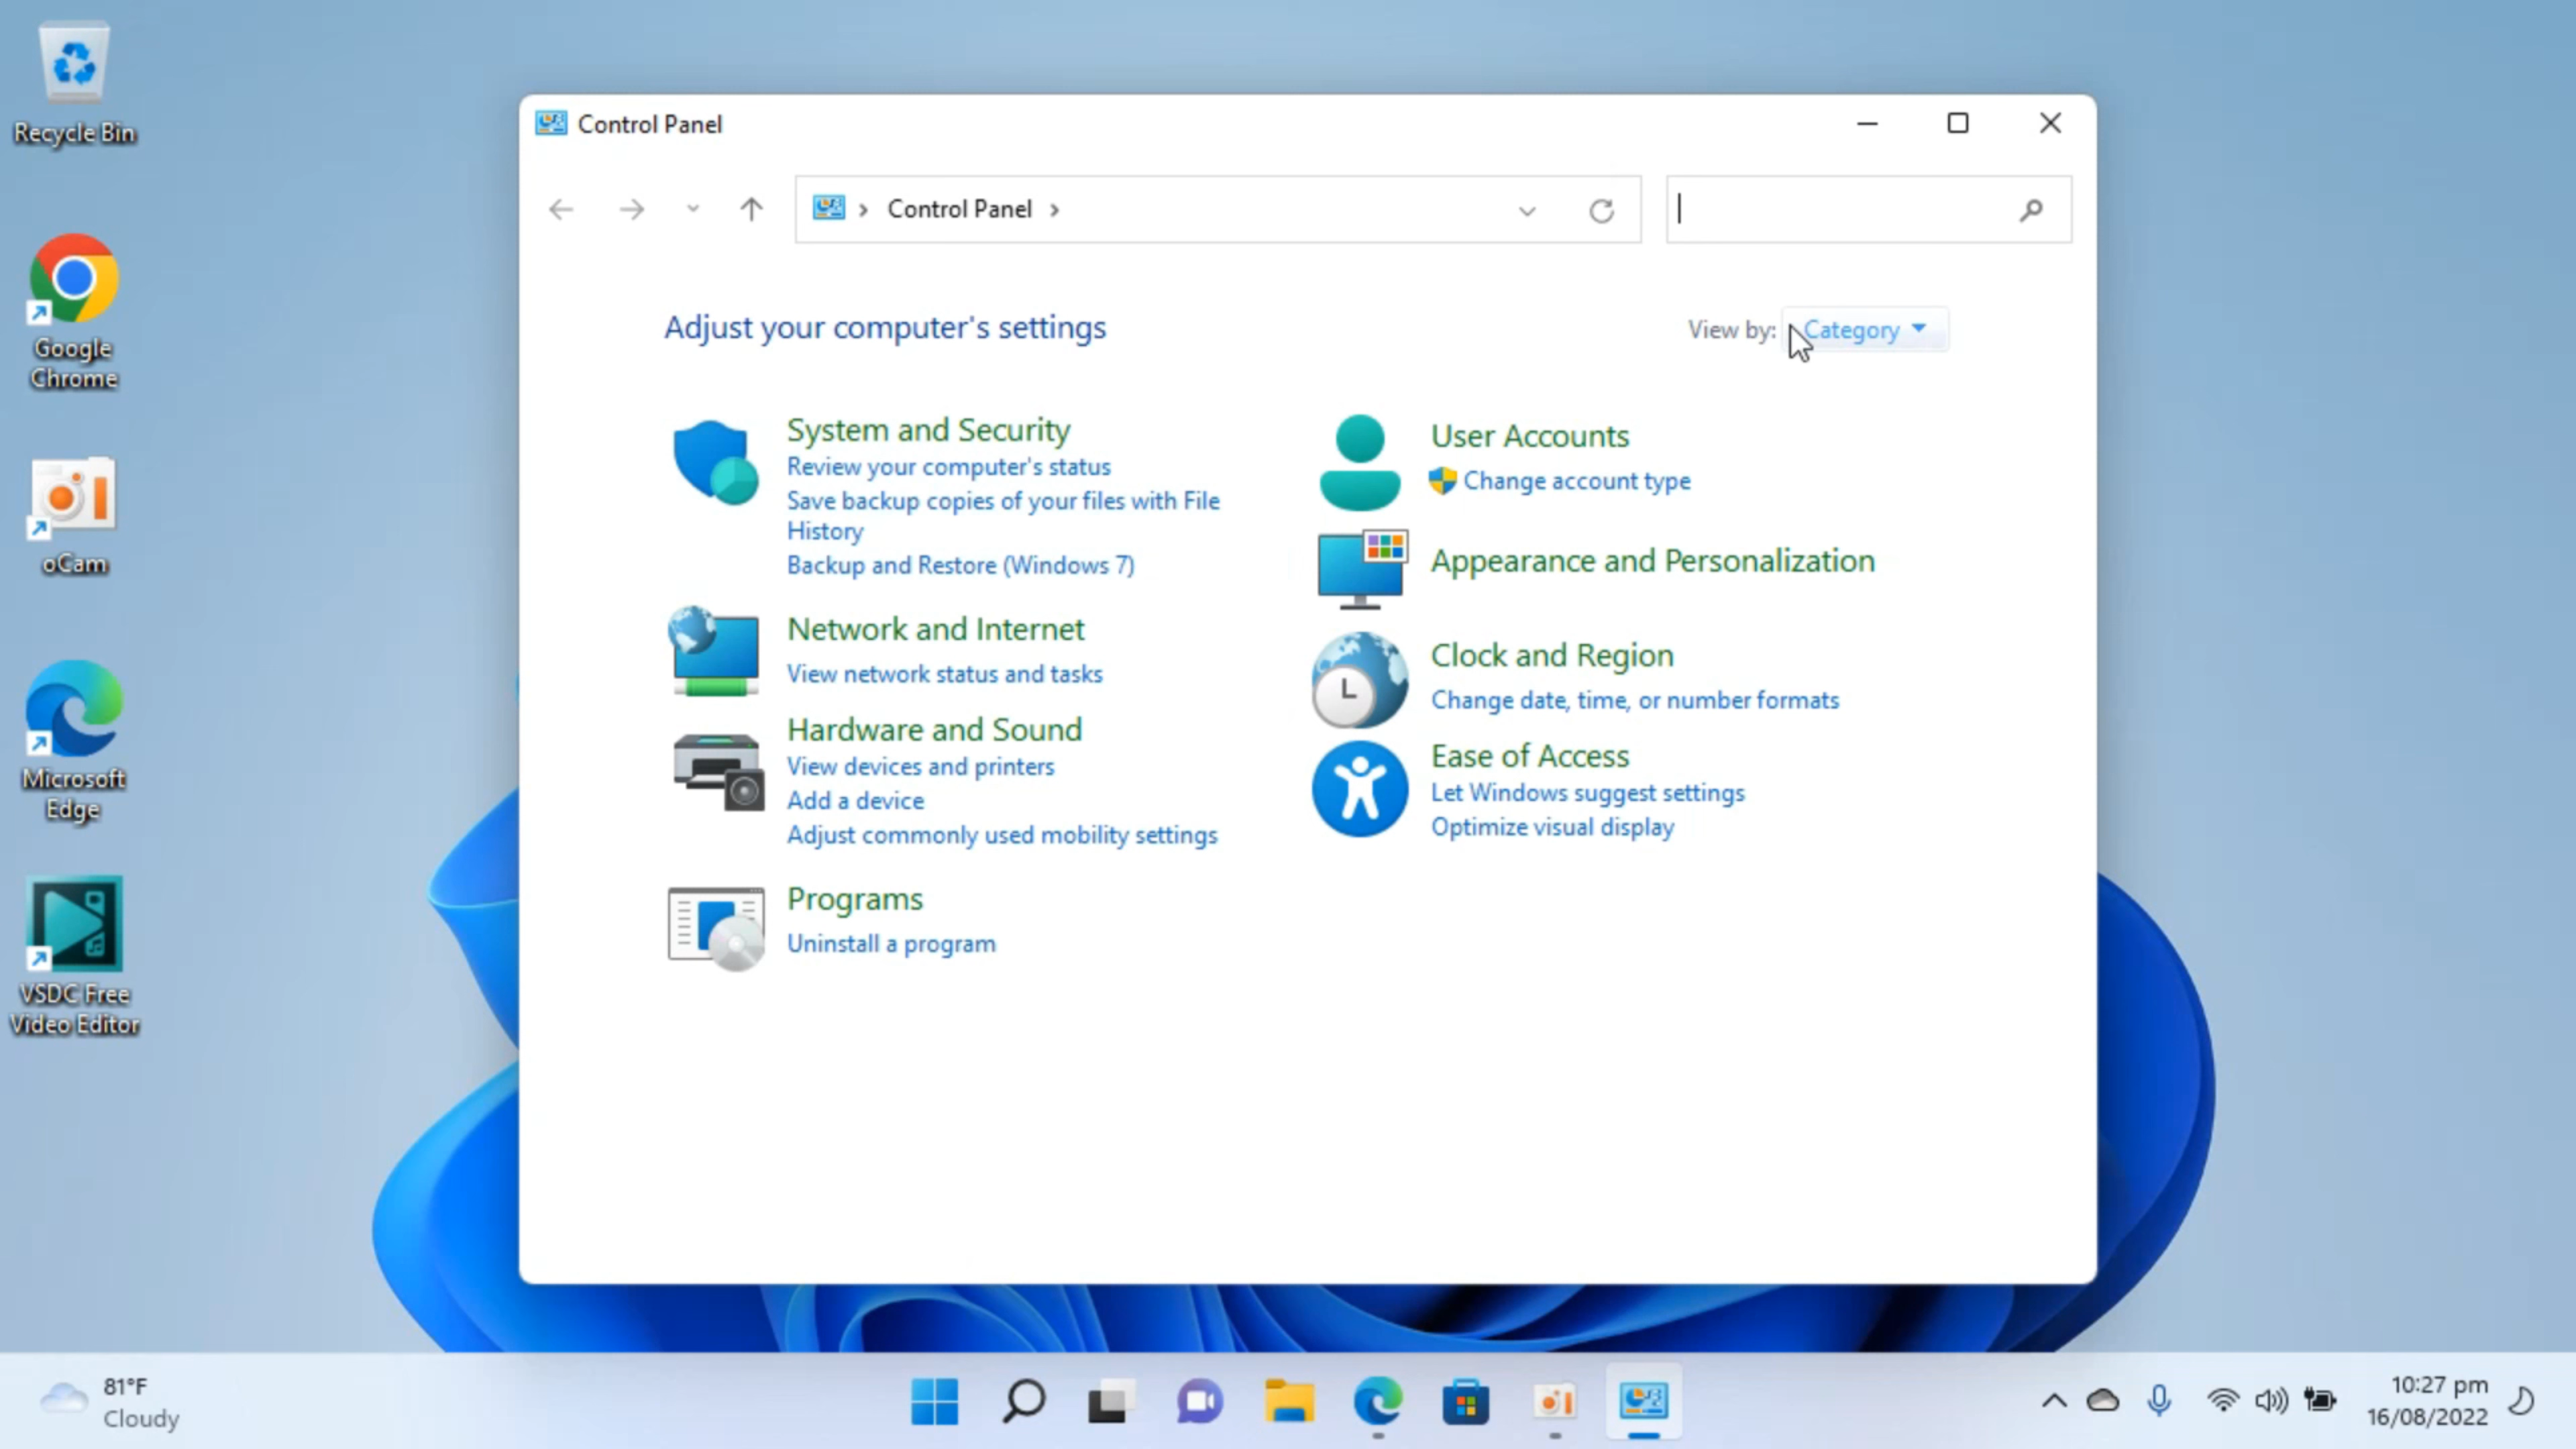 Recycle Bin
Google
Chrome
oCam
Microsoft
Edge
VSDC Free
Video Editor
Control Panel
Control Panel
Adjust your computer's settings
View by: Category
System and Security
Review your computer's status
Save backup copies of your files with File
History
Backup and Restore (Windows 7)
Network and Internet
View network status and tasks
Hardware and Sound
View devices and printers
Add a device
Adjust commonly used mobility settings
Programs
Uninstall a program
User Accounts
Change account type
Appearance and Personalization
Clock and Region
Change date, time, or number formats
Ease of Access
Let Windows suggest settings
Optimize visual display
81°F
Cloudy
10:27 pm
16/08/2022